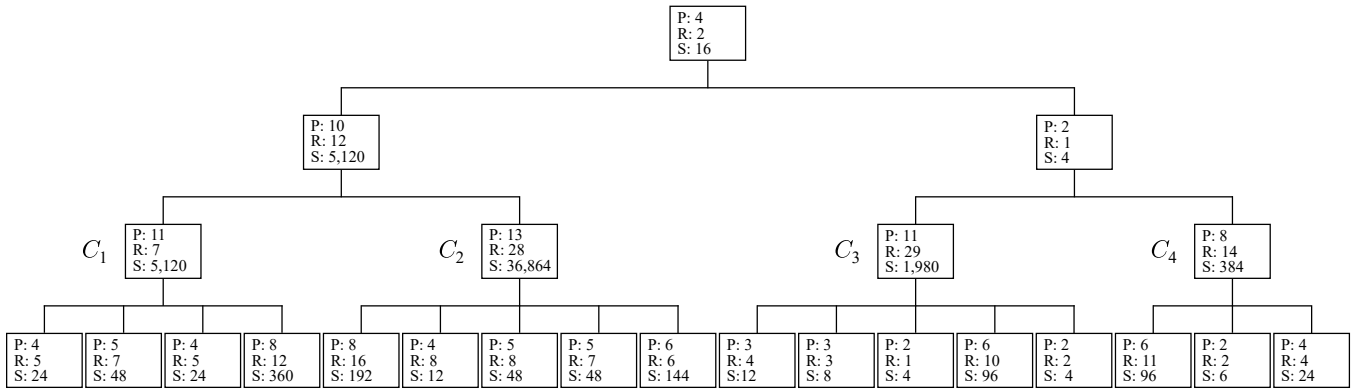 P: 4
R: 2
S: 16
P: 10
R: 12
S: 5,120
P: 2
R: 1
S: 4
C1
P: 11
R: 7
S: 5,120
C2
P: 13
R: 28
S: 36,864
C3
P: 11
R: 29
S: 1,980
C4
P: 8
R: 14
S: 384
P: 4
R: 5
S: 24
P: 5
R: 7
S: 48
P: 4
R: 5
S: 24
P: 8
R: 12
S: 360
P: 8
R: 16
S: 192
P: 4
R: 8
S: 12
P: 5
R: 8
S: 48
P: 5
R: 7
S: 48
P: 6
R: 6
S: 144
P: 3
R: 4
S:12
P: 3
R: 3
S: 8
P: 2
R: 1
S: 4
P: 6
R: 10
S: 96
P: 2
R: 2
S: 4
P: 6
R: 11
S: 96
P: 2
R: 2
S: 6
P: 4
R: 4
S: 24